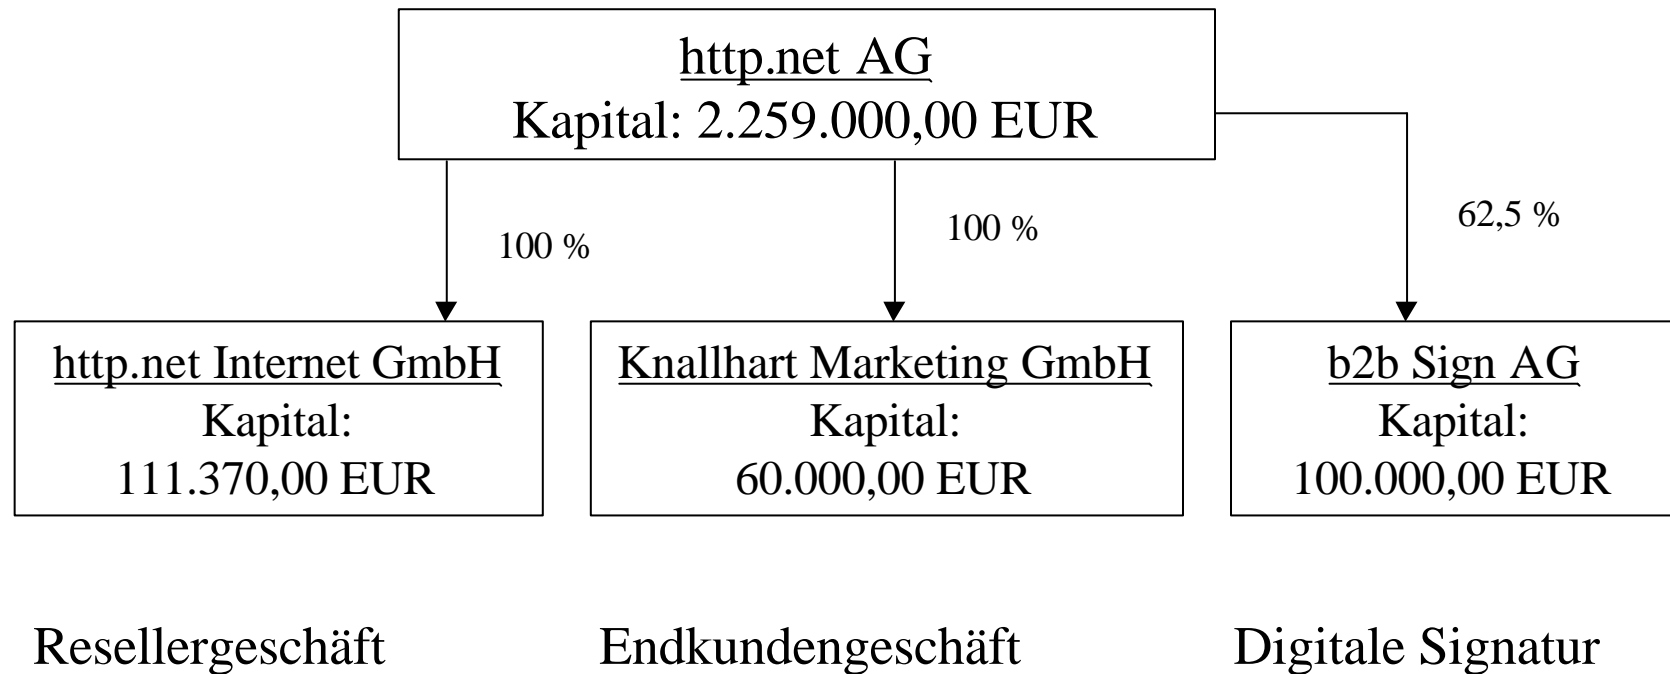 http.net AG
Kapital: 2.259.000,00 EUR
100 %
100 %
62,5 %
http.net Internet GmbH
Kapital:
111.370,00 EUR
Knallhart Marketing GmbH
Kapital:
60.000,00 EUR
b2b Sign AG
Kapital:
100.000,00 EUR
Resellergeschäft
Endkundengeschäft
Digitale Signatur